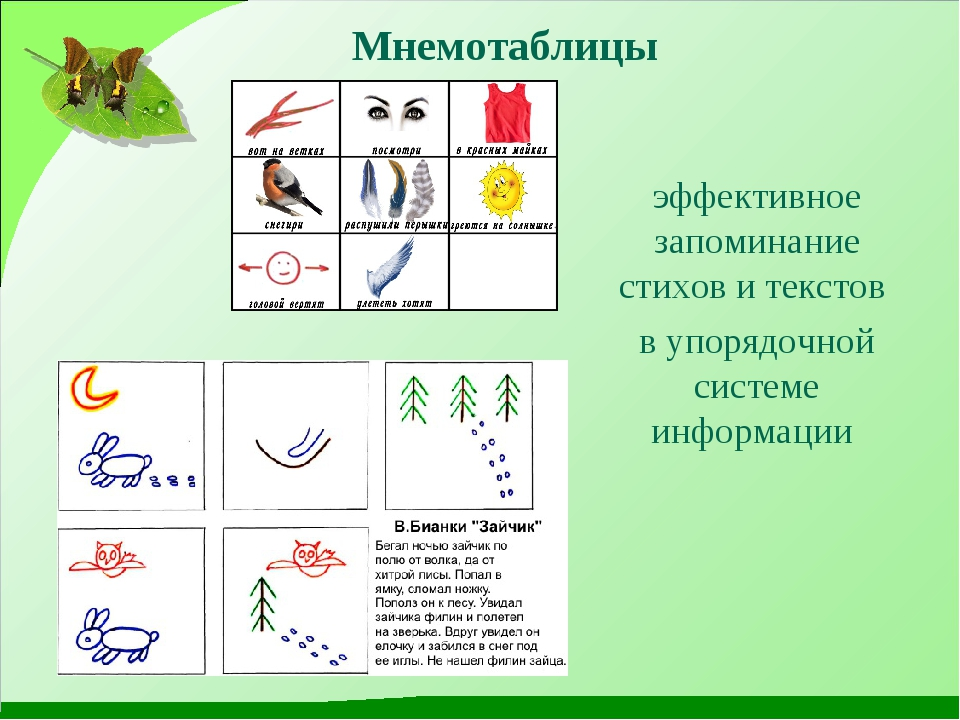 Мнемотаблицы
вот на ветках
посмотри
в красных майках
снегири
распушили перышки
греются на солнышке.
головой вертят
улететь хотят
эффективное
запоминание
стихов и текстов
в упорядочной
системе
информации
В.Бианки "Зайчик"
Бегал ночью зайчик по
полю от волка, да от
хитрой лисы. Попал в
ямку, сломал ножку.
Пополз он к лесу. Увидал
зайчика филин и полетел
на зверька. Вдруг увидел он
елочку и забился в снег под
ее иглы. Не нашел филин зайца.